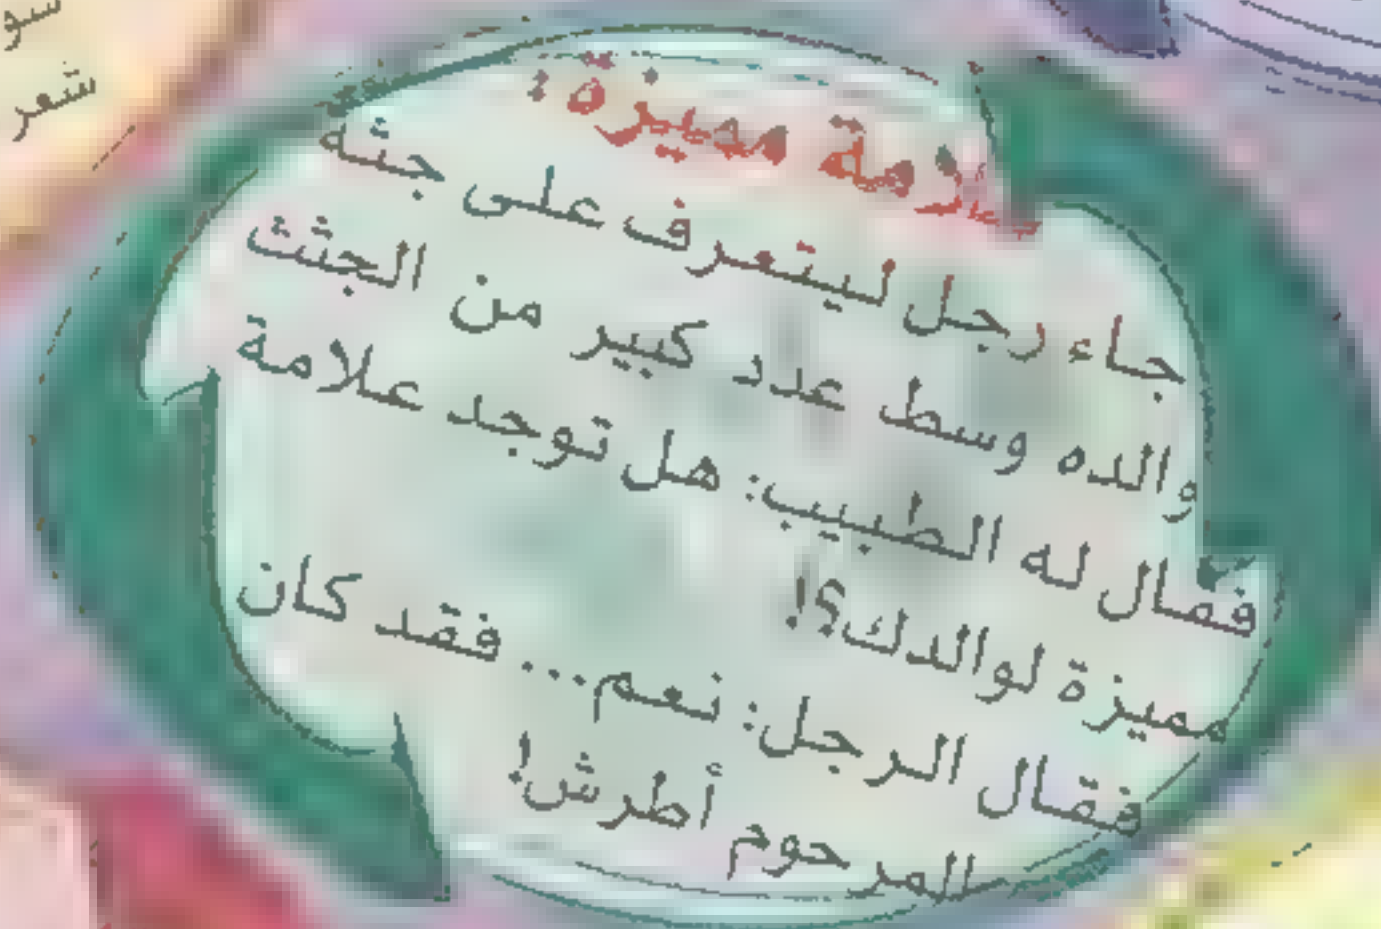 علامة مميزة:
جاء رجل ليتعرف على جثة
والده وسط عدد كبير من الجثث
فقال له الطبيب: هل توجد علامة
مميزة لوالدك؟!
فقال الرجل: نعم... فقد كان
المرحوم أطرش!
شعر